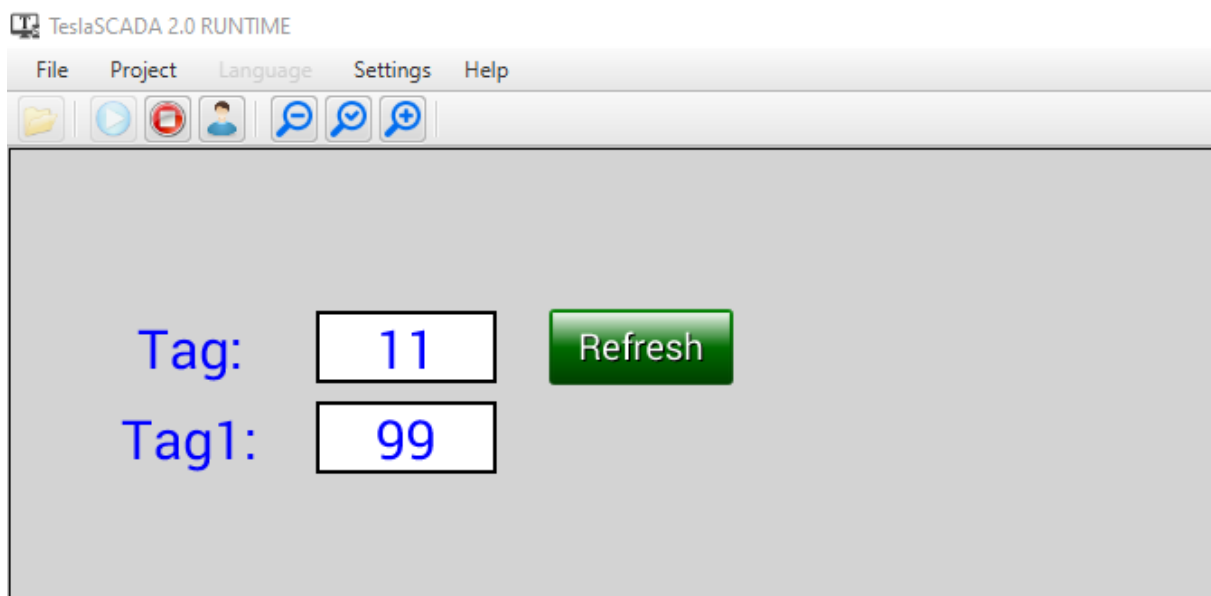 TeslaSCADA 2.0 RUNTIME
File Project Language Settings Help
Tag: 11 Refresh
Tag1: 99